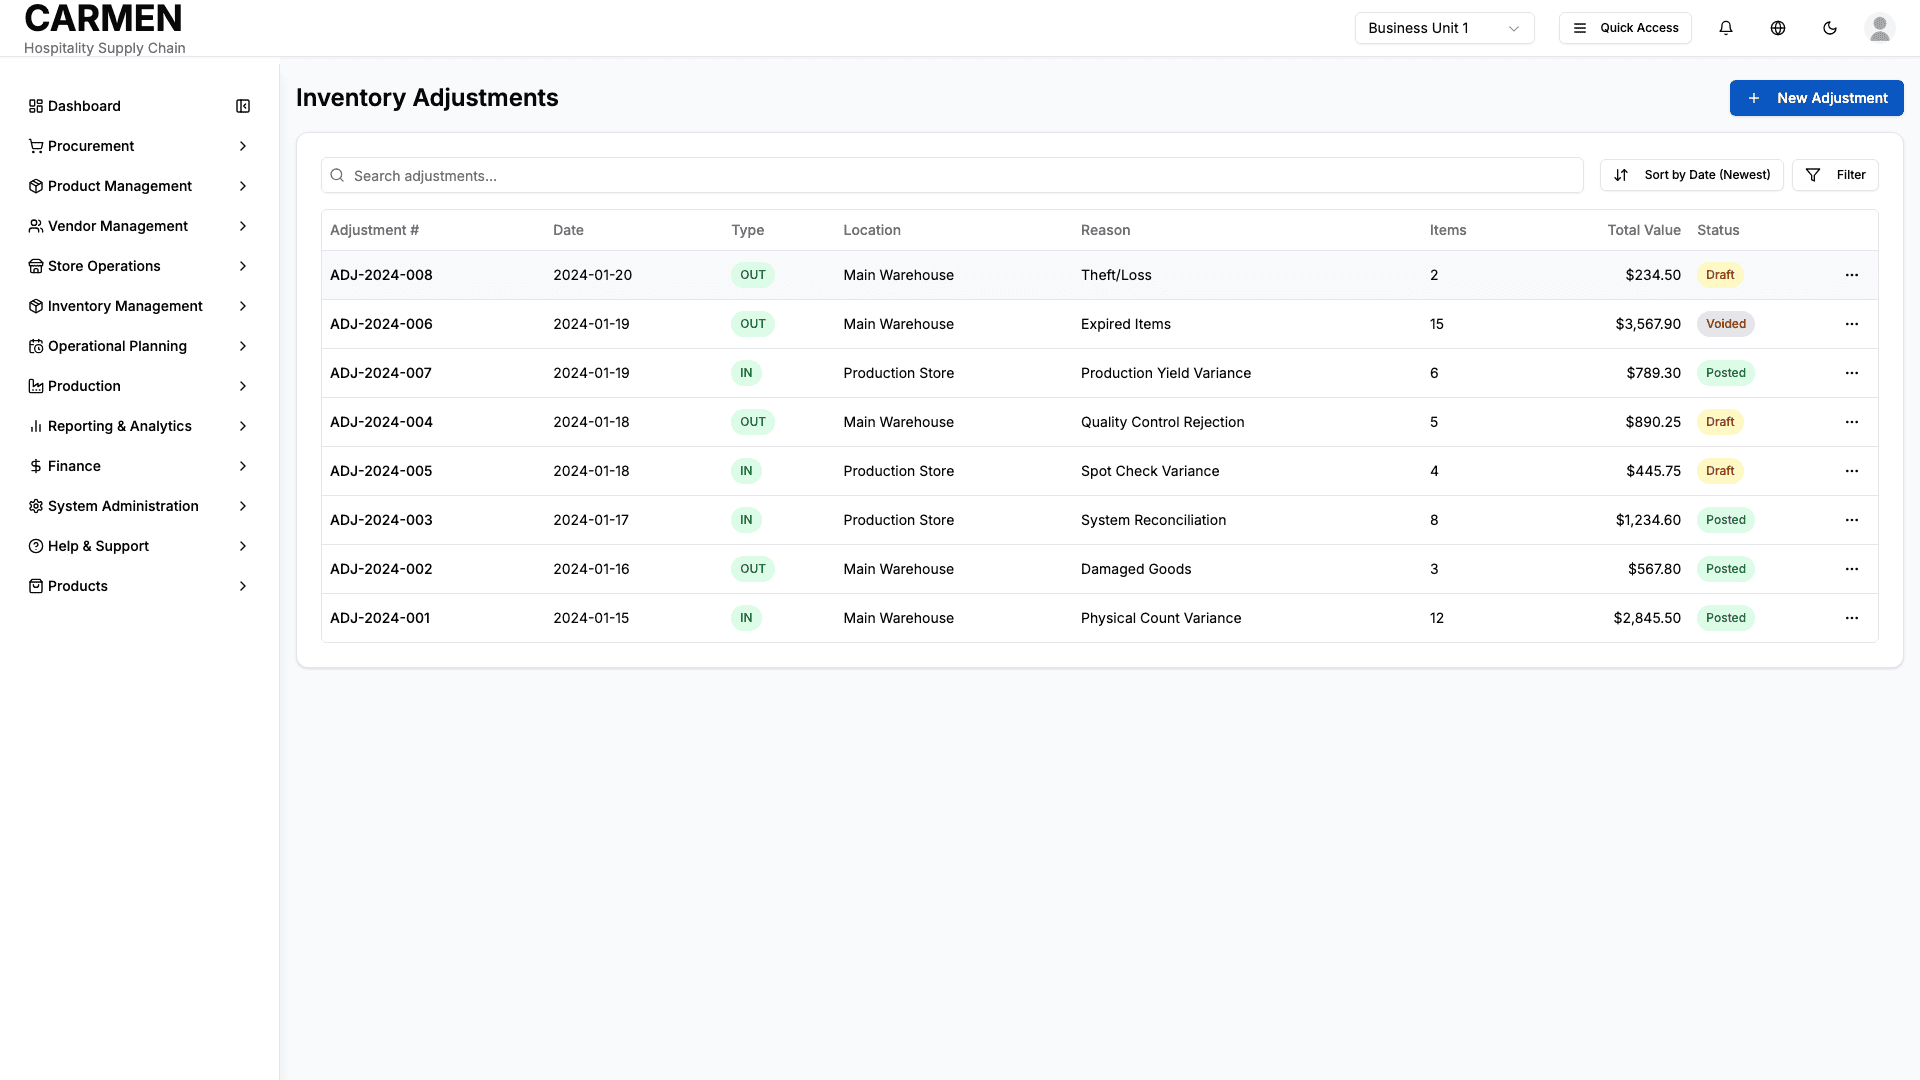 CARMEN
Hospitality Supply Chain
Business Unit 1
Quick Access
Dashboard
Procurement
Product Management
Vendor Management
Store Operations
Inventory Management
Operational Planning
Production
Reporting & Analytics
Finance
System Administration
Help & Support
Products
Inventory Adjustments
New Adjustment
Search adjustments...
Sort by Date (Newest)
Filter
Adjustment # Date Type Location Reason Items Total Value Status
ADJ-2024-008 2024-01-20 OUT Main Warehouse Theft/Loss 2 $234.50 Draft
ADJ-2024-006 2024-01-19 OUT Main Warehouse Expired Items 15 $3,567.90 Voided
ADJ-2024-007 2024-01-19 IN Production Store Production Yield Variance 6 $789.30 Posted
ADJ-2024-004 2024-01-18 OUT Main Warehouse Quality Control Rejection 5 $890.25 Draft
ADJ-2024-005 2024-01-18 IN Production Store Spot Check Variance 4 $445.75 Draft
ADJ-2024-003 2024-01-17 IN Production Store System Reconciliation 8 $1,234.60 Posted
ADJ-2024-002 2024-01-16 OUT Main Warehouse Damaged Goods 3 $567.80 Posted
ADJ-2024-001 2024-01-15 IN Main Warehouse Physical Count Variance 12 $2,845.50 Posted